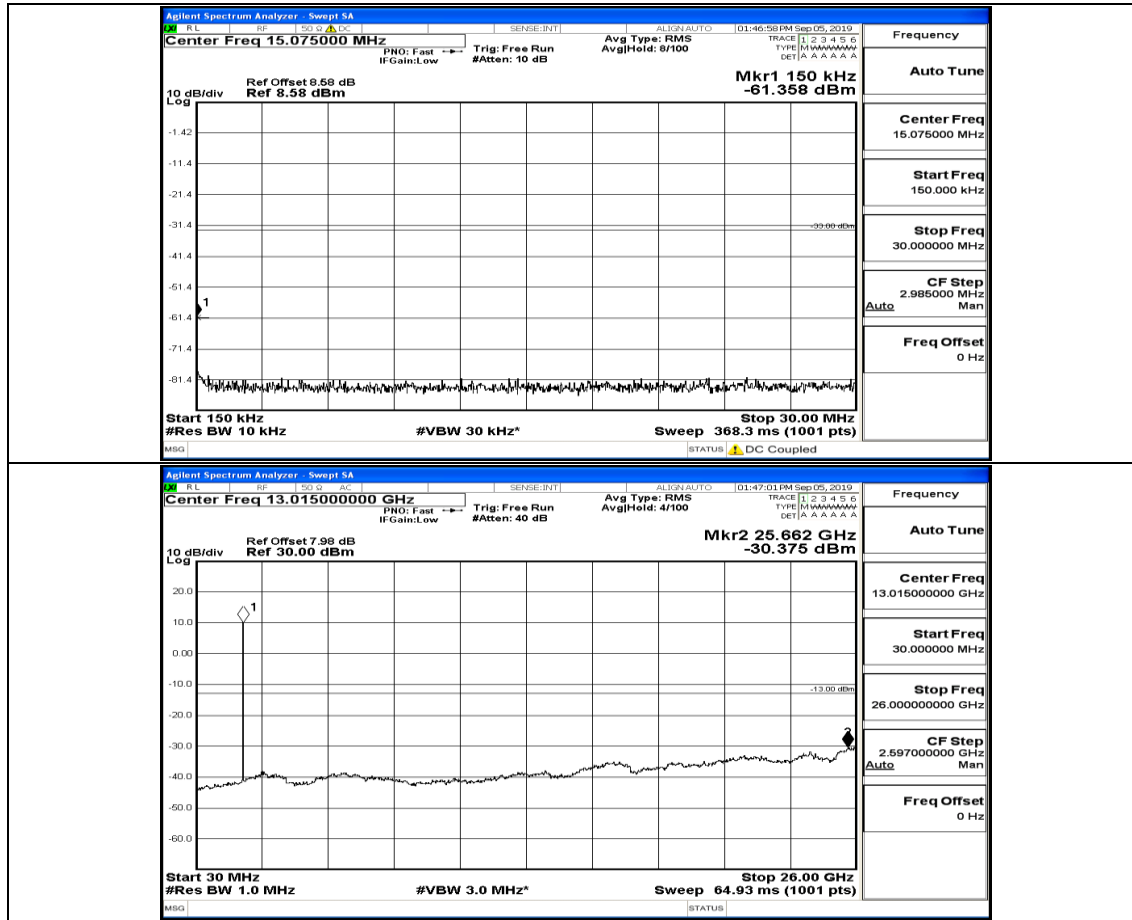 Agilent Spectrum Analyzer - Swept SA
LXI RL RF 50 Ω DC SENSE:INT ALIGN AUTO 01:46:58 PM Sep 05, 2019
Center Freq 15.075000 MHz
PNO: Fast
IFGain:Low
Trig: Free Run
#Atten: 10 dB
Avg Type: RMS
Avg|Hold: 8/100
TRACE 1 2 3 4 5 6
TYPE M
DET A A A A A A
Frequency
Auto Tune
Mkr1 150 kHz
-61.358 dBm
Ref Offset 8.58 dB
10 dB/div Ref 8.58 dBm
Log
-1.42
-11.4
-21.4
-31.4
-33.00 dBm
-41.4
-51.4
1
-61.4
-71.4
-81.4
Center Freq
15.075000 MHz
Start Freq
150.000 kHz
Stop Freq
30.000000 MHz
CF Step
2.985000 MHz
Auto Man
Freq Offset
0 Hz
Start 150 kHz Stop 30.00 MHz
#Res BW 10 kHz #VBW 30 kHz* Sweep 368.3 ms (1001 pts)
MSG STATUS DC Coupled
Agilent Spectrum Analyzer - Swept SA
LXI RL RF 50 Ω AC SENSE:INT ALIGN AUTO 01:47:01 PM Sep 05, 2019
Center Freq 13.015000000 GHz
PNO: Fast
IFGain:Low
Trig: Free Run
#Atten: 40 dB
Avg Type: RMS
Avg|Hold: 4/100
TRACE 1 2 3 4 5 6
TYPE M
DET A A A A A A
Frequency
Auto Tune
Mkr2 25.662 GHz
-30.375 dBm
Ref Offset 7.98 dB
10 dB/div Ref 30.00 dBm
Log
20.0
1
10.0
0.00
-10.0
-13.00 dBm
-20.0
2
-30.0
-40.0
-50.0
-60.0
Center Freq
13.015000000 GHz
Start Freq
30.000000 MHz
Stop Freq
26.000000000 GHz
CF Step
2.597000000 GHz
Auto Man
Freq Offset
0 Hz
Start 30 MHz Stop 26.00 GHz
#Res BW 1.0 MHz #VBW 3.0 MHz* Sweep 64.93 ms (1001 pts)
MSG STATUS